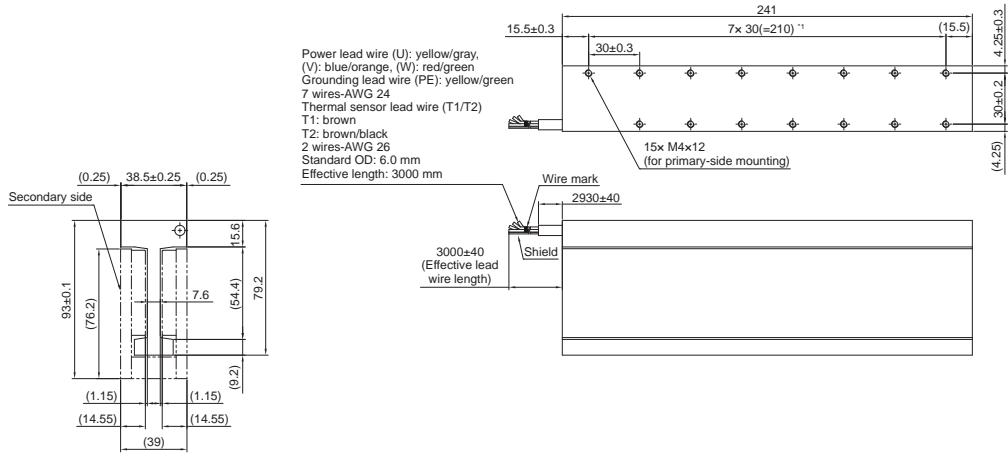 241
15.5±0.3
7× 30(=210) *1
(15.5)
4.25±0.3
30±0.3
30±0.2
(4.25)
Power lead wire (U): yellow/gray,
(V): blue/orange, (W): red/green
Grounding lead wire (PE): yellow/green
7 wires-AWG 24
Thermal sensor lead wire (T1/T2)
T1: brown
T2: brown/black
2 wires-AWG 26
Standard OD: 6.0 mm
Effective length: 3000 mm
15× M4×12
(for primary-side mounting)
(0.25)
38.5±0.25
(0.25)
Secondary side
Wire mark
2930±40
15.6
Shield
3000±40
(Effective lead
wire length)
93±0.1
(76.2)
7.6
(54.4)
79.2
(9.2)
(1.15)
(1.15)
(14.55)
(14.55)
(39)